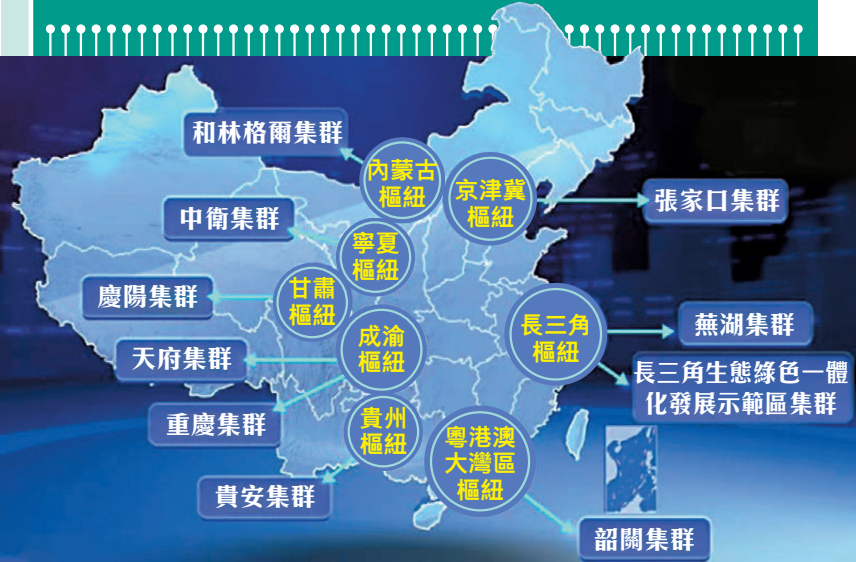 和林格爾集群
內蒙古
樞紐
京津冀
樞紐
張家口集群
中衛集群
寧夏
樞紐
慶陽集群
甘肅
樞紐
長三角
樞紐
蕪湖集群
天府集群
成渝
樞紐
長三角生態綠色一體
化發展示範區集群
重慶集群
貴州
樞紐
粵港澳
大灣區
樞紐
貴安集群
韶關集群